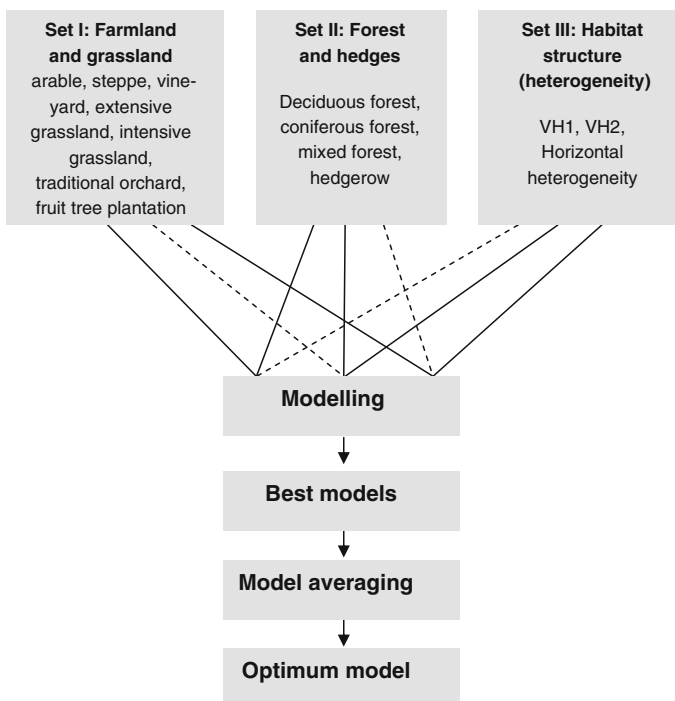 Set I: Farmland
and grassland
arable, steppe, vine-
yard, extensive
grassland, intensive
grassland,
traditional orchard,
fruit tree plantation
Set II: Forest
and hedges
Deciduous forest,
coniferous forest,
mixed forest,
hedgerow
Set III: Habitat
structure
(heterogeneity)
VH1, VH2,
Horizontal
heterogeneity
Modelling
Best models
Model averaging
Optimum model